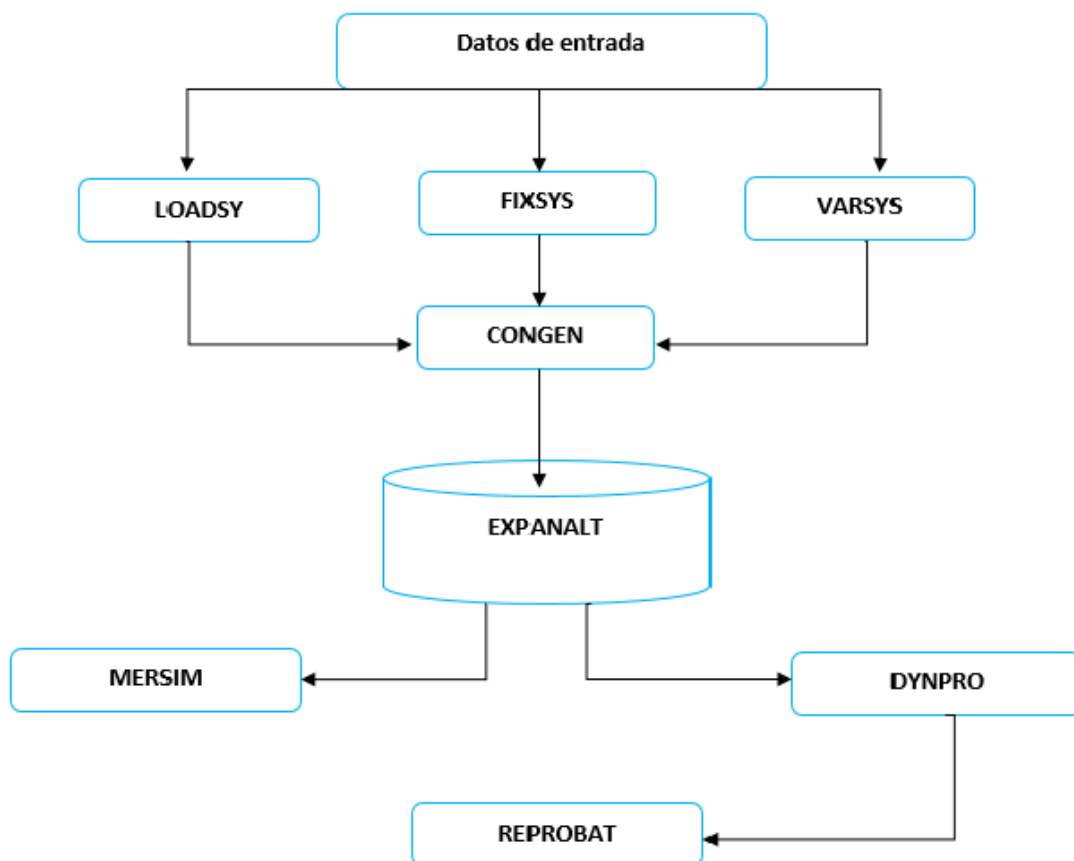 Datos de entrada
LOADSY
FIXSYS
VARSYS
CONGEN
EXPANALT
MERSIM
DYNPRO
REPROBAT